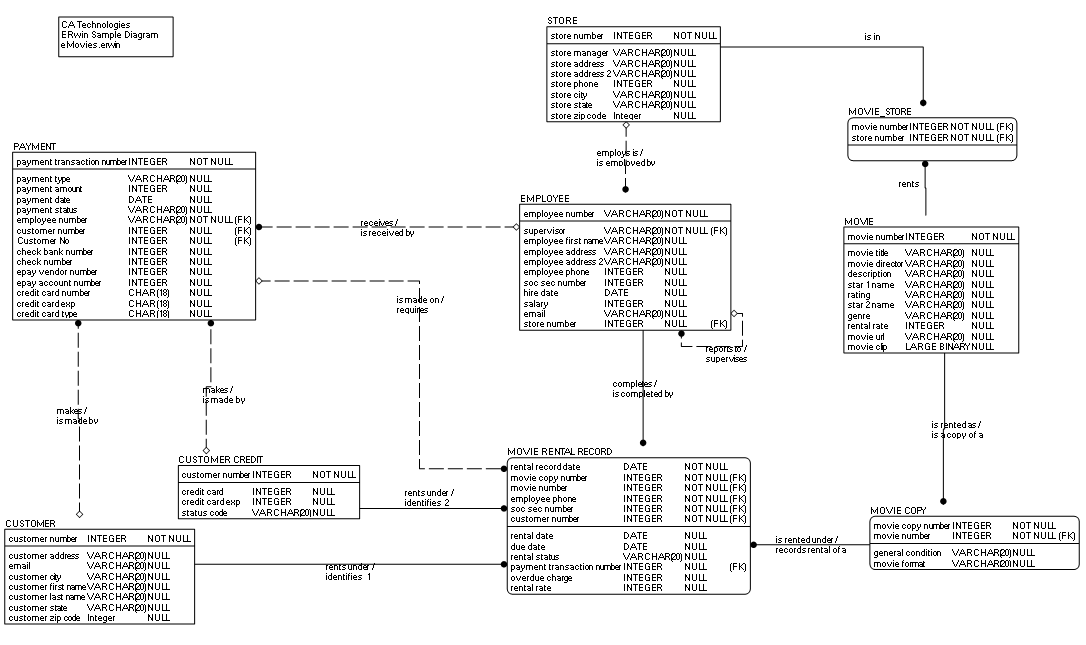 CA Technologies
ERwin Sample Diagram
eMovies.erwin
STORE
store number INTEGER NOT NULL
store manager VARCHAR(20) NULL
store address VARCHAR(20) NULL
store address 2 VARCHAR(20) NULL
store phone INTEGER NULL
store city VARCHAR(20) NULL
store state VARCHAR(20) NULL
store zip code Integer NULL
is in
MOVIE_STORE
movie number INTEGER NOT NULL (FK)
store number INTEGER NOT NULL (FK)
employs is /
is employed by
rents
PAYMENT
payment transaction number INTEGER NOT NULL
payment type VARCHAR(20) NULL
payment amount INTEGER NULL
payment date DATE NULL
payment status VARCHAR(20) NULL
employee number VARCHAR(20) NOT NULL (FK)
customer number INTEGER NULL (FK)
Customer No INTEGER NULL (FK)
check bank number INTEGER NULL
check number INTEGER NULL
epay vendor number INTEGER NULL
epay account number INTEGER NULL
credit card number CHAR(18) NULL
credit card exp CHAR(18) NULL
credit card type CHAR(18) NULL
receives /
is received by
is made on /
requires
EMPLOYEE
employee number VARCHAR(20) NOT NULL
supervisor VARCHAR(20) NOT NULL (FK)
employee first name VARCHAR(20) NULL
employee address VARCHAR(20) NULL
employee address 2 VARCHAR(20) NULL
employee phone INTEGER NULL
soc sec number INTEGER NULL
hire date DATE NULL
salary INTEGER NULL
email VARCHAR(20) NULL
store number INTEGER NULL (FK)
reports to /
supervises
MOVIE
movie number INTEGER NOT NULL
movie title VARCHAR(20) NULL
movie director VARCHAR(20) NULL
description VARCHAR(20) NULL
star 1 name VARCHAR(20) NULL
rating VARCHAR(20) NULL
star 2 name VARCHAR(20) NULL
genre VARCHAR(20) NULL
rental rate INTEGER NULL
movie url VARCHAR(20) NULL
movie clip LARGE BINARY NULL
makes /
is made by
makes /
is made by
completes /
is completed by
is rented as /
is a copy of a
CUSTOMER CREDIT
customer number INTEGER NOT NULL
credit card INTEGER NULL
credit card exp INTEGER NULL
status code VARCHAR(20) NULL
rents under /
identifies 2
MOVIE RENTAL RECORD
rental record date DATE NOT NULL
movie copy number INTEGER NOT NULL (FK)
movie number INTEGER NOT NULL (FK)
employee phone INTEGER NOT NULL (FK)
soc sec number INTEGER NOT NULL (FK)
customer number INTEGER NOT NULL (FK)
rental date DATE NULL
due date DATE NULL
rental status VARCHAR(20) NULL
payment transaction number INTEGER NULL (FK)
overdue charge INTEGER NULL
rental rate INTEGER NULL
is rented under /
records rental of a
MOVIE COPY
movie copy number INTEGER NOT NULL
movie number INTEGER NOT NULL (FK)
general condition VARCHAR(20) NULL
movie format VARCHAR(20) NULL
CUSTOMER
customer number INTEGER NOT NULL
customer address VARCHAR(20) NULL
email VARCHAR(20) NULL
customer city VARCHAR(20) NULL
customer first name VARCHAR(20) NULL
customer last name VARCHAR(20) NULL
customer state VARCHAR(20) NULL
customer zip code Integer NULL
rents under /
identifies 1